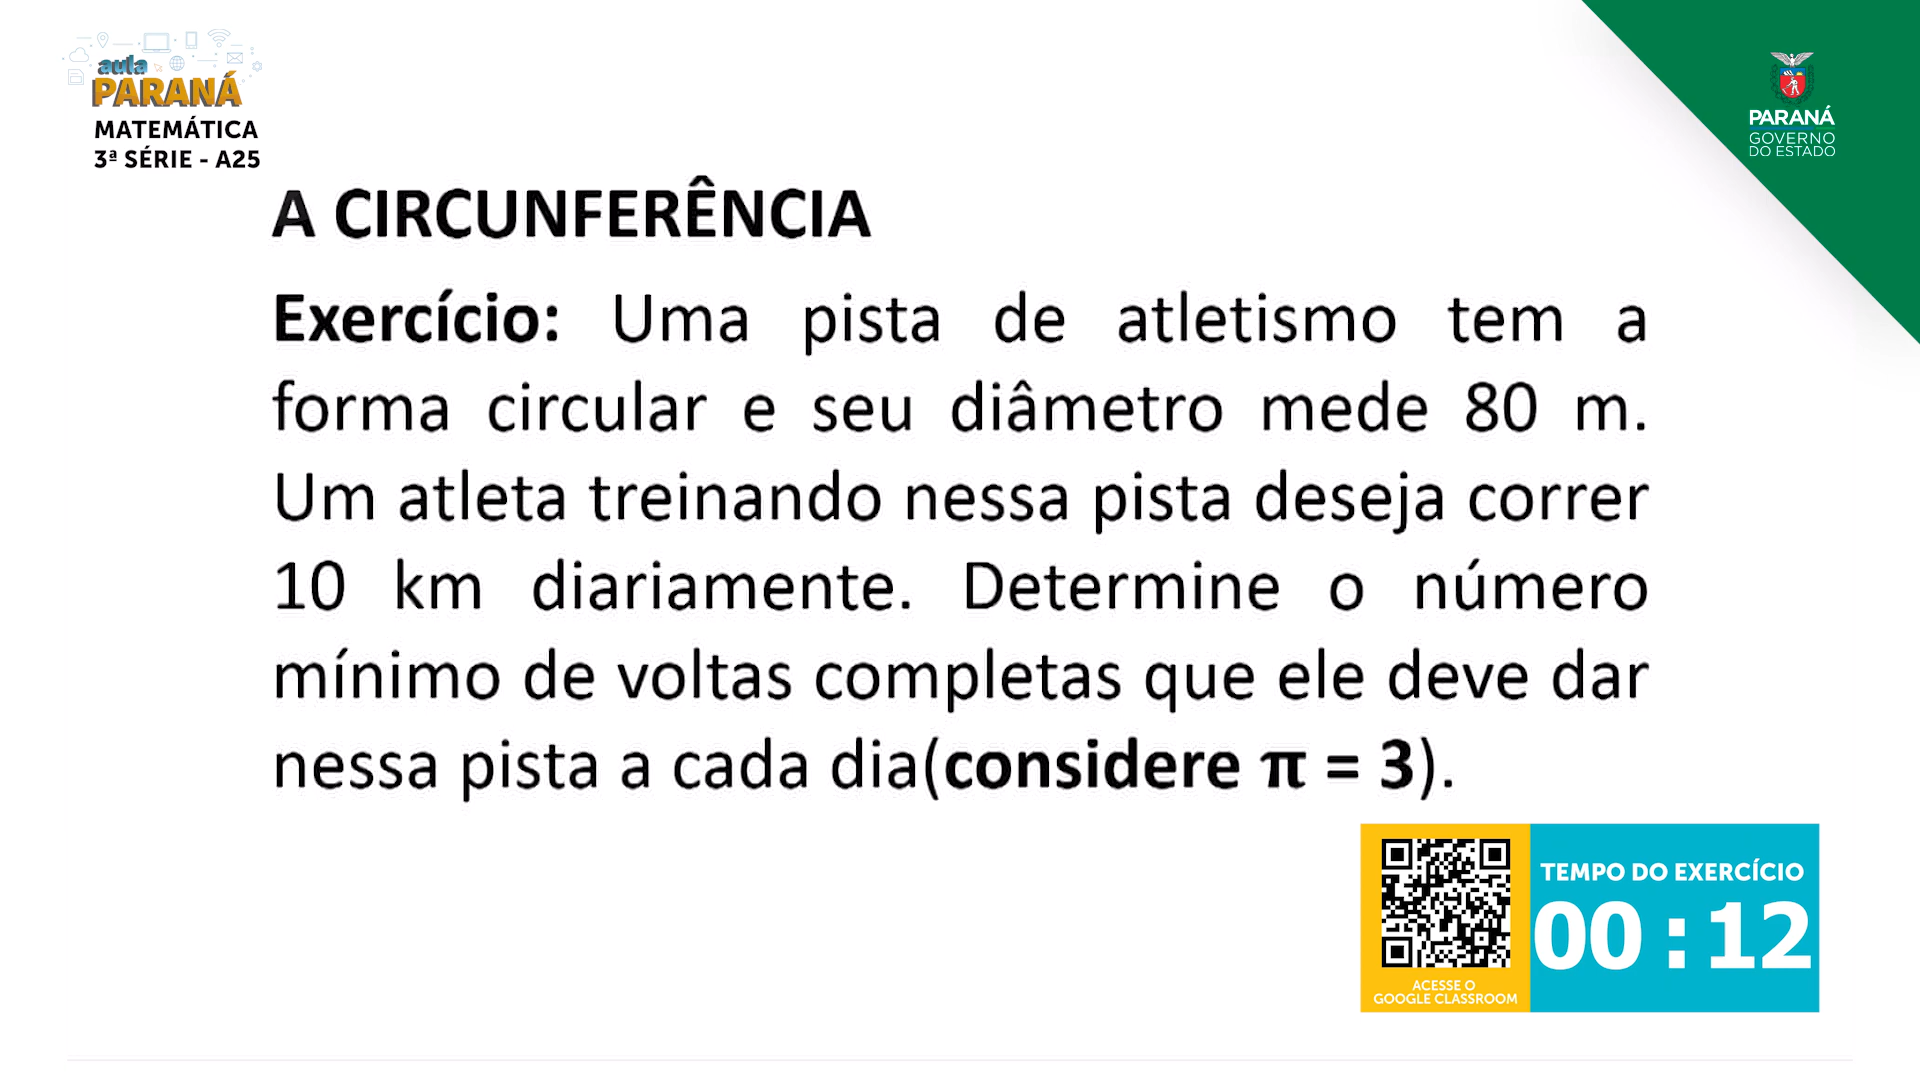 aula
PARANÁ
MATEMÁTICA
3ª SÉRIE - A25
PARANÁ
GOVERNO
DO ESTADO
A CIRCUNFERÊNCIA
Exercício: Uma pista de atletismo tem a
forma circular e seu diâmetro mede 80 m.
Um atleta treinando nessa pista deseja correr
10 km diariamente. Determine o número
mínimo de voltas completas que ele deve dar
nessa pista a cada dia(considere π = 3).
ACESSE O
GOOGLE CLASSROOM
TEMPO DO EXERCÍCIO
00 : 12